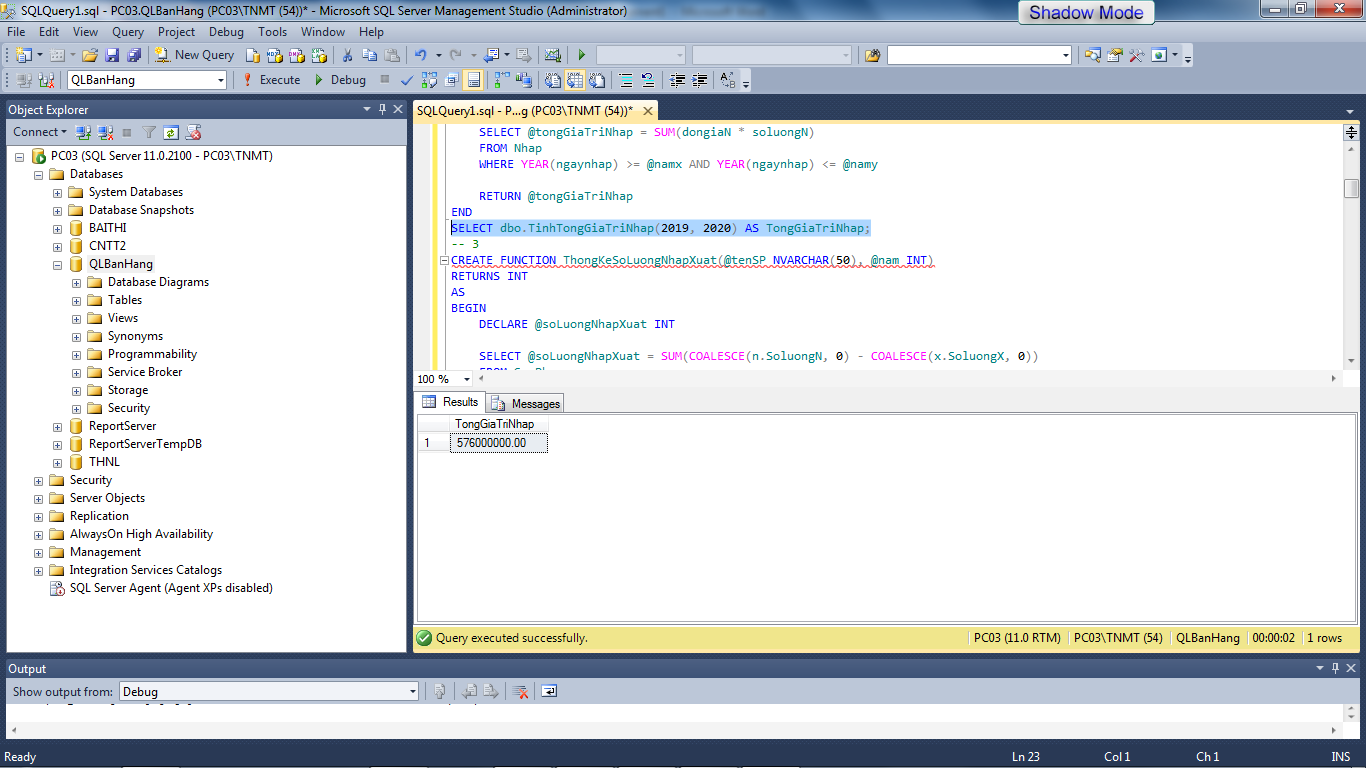 SQLQuery1.sql - PC03.QLBanHang (PC03\TNMT (54))* - Microsoft SQL Server Management Studio (Administrator)
Shadow Mode
File Edit View Query Project Debug Tools Window Help
New Query
QLBanHang
Execute
Debug
Object Explorer
Connect
PC03 (SQL Server 11.0.2100 - PC03\TNMT)
Databases
System Databases
Database Snapshots
BAITHI
CNTT2
QLBanHang
Database Diagrams
Tables
Views
Synonyms
Programmability
Service Broker
Storage
Security
ReportServer
ReportServerTempDB
THNL
Security
Server Objects
Replication
AlwaysOn High Availability
Management
Integration Services Catalogs
SQL Server Agent (Agent XPs disabled)
SQLQuery1.sql - P...g (PC03\TNMT (54))*
SELECT @tongGiaTriNhap = SUM(dongiaN * soluongN)
FROM Nhap
WHERE YEAR(ngaynhap) >= @namx AND YEAR(ngaynhap) <= @namy
RETURN @tongGiaTriNhap
END
SELECT dbo.TinhTongGiaTriNhap(2019, 2020) AS TongGiaTriNhap;
-- 3
CREATE FUNCTION ThongKeSoLuongNhapXuat(@tenSP NVARCHAR(50), @nam INT)
RETURNS INT
AS
BEGIN
DECLARE @soLuongNhapXuat INT
SELECT @soLuongNhapXuat = SUM(COALESCE(n.SoluongN, 0) - COALESCE(x.SoluongX, 0))
100 %
Results
Messages
TongGiaTriNhap
1 576000000.00
Query executed successfully.
PC03 (11.0 RTM) PC03\TNMT (54) QLBanHang 00:00:02 1 rows
Output
Show output from: Debug
Ready
Ln 23 Col 1 Ch 1 INS